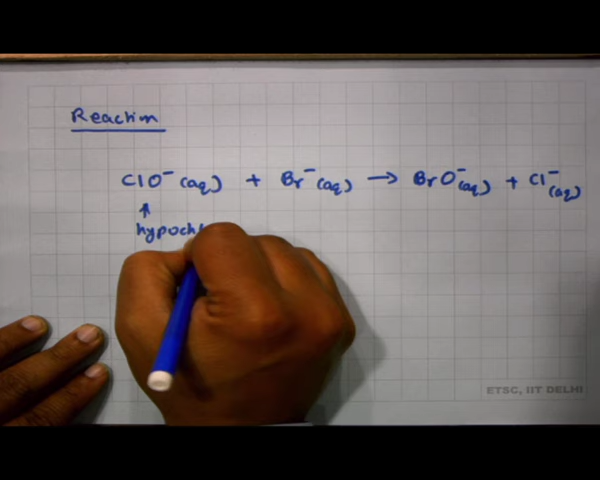 Reaction
ClO⁻(aq) + Br⁻(aq) → BrO⁻(aq) + Cl⁻(aq)
↑
ETSC, IIT DELHI